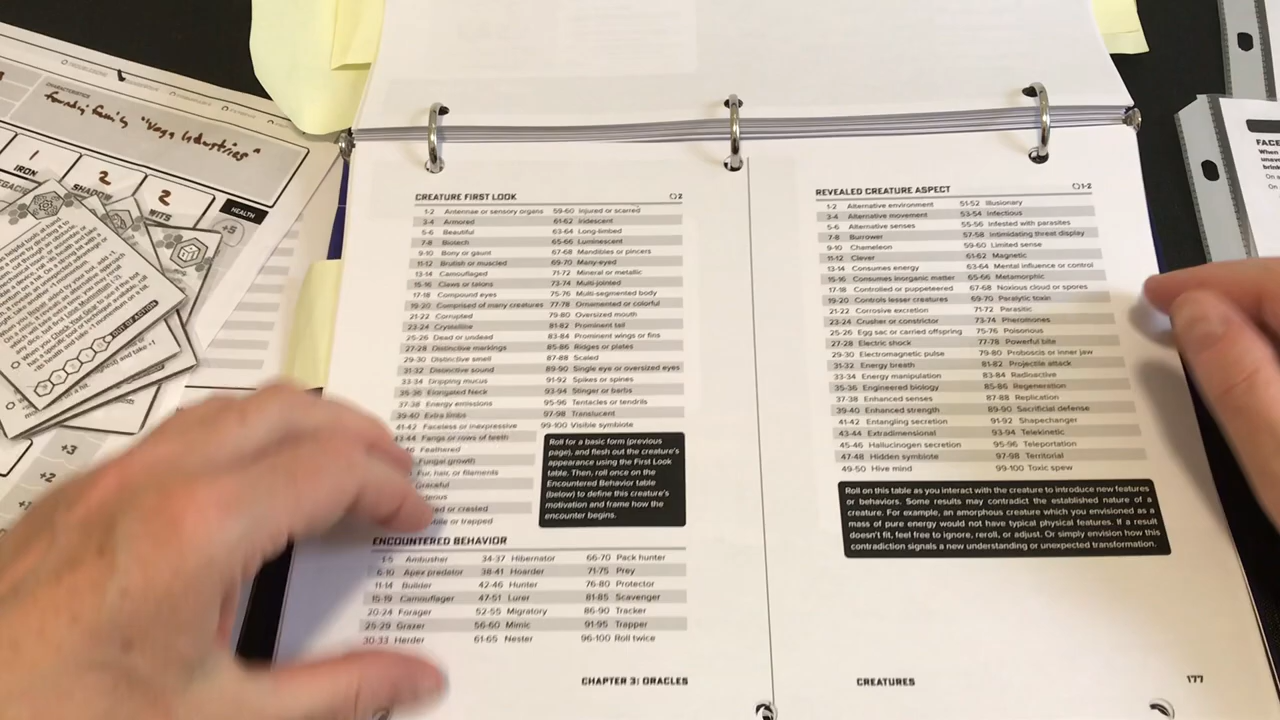 CHARACTERISTICS
founding family "Vega Industries"
1
IRON
2
SHADOW
2
WITS
HEALTH
+5
OUT OF ACTION
+3
+2
CREATURE FIRST LOOK 2
1-2 Antennae or sensory organs
3-4 Armored
5-6 Beautiful
7-8 Biotech
9-10 Bony or gaunt
11-12 Brutish or muscled
13-14 Camouflaged
15-16 Claws or talons
17-18 Compound eyes
19-20 Comprised of many creatures
21-22 Corrupted
23-24 Crystalline
25-26 Dead or undead
27-28 Distinctive markings
29-30 Distinctive smell
31-32 Distinctive sound
33-34 Dripping mucus
35-36 Elongated Neck
37-38 Energy emissions
39-40 Extra limbs
41-42 Faceless or inexpressive
43-44 Fangs or rows of teeth
Feathered
Fungal growth
Fur, hair, or filaments
Graceful
or crested
or trapped
59-60 Injured or scarred
61-62 Iridescent
63-64 Long-limbed
65-66 Luminescent
67-68 Mandibles or pincers
69-70 Many-eyed
71-72 Mineral or metallic
73-74 Multi-jointed
75-76 Multi-segmented body
77-78 Ornamented or colorful
79-80 Oversized mouth
81-82 Prominent tail
83-84 Prominent wings or fins
85-86 Ridges or plates
87-88 Scaled
89-90 Single eye or oversized eyes
91-92 Spikes or spines
93-94 Stinger or barbs
95-96 Tentacles or tendrils
97-98 Translucent
99-100 Visible symbiote
Roll for a basic form (previous
page), and flesh out the creature's
appearance using the First Look
table. Then, roll once on the
Encountered Behavior table
(below) to define this creature's
motivation and frame how the
encounter begins.
ENCOUNTERED BEHAVIOR
1-5 Ambusher
6-10 Apex predator
11-14 Builder
15-19 Camouflager
20-24 Forager
25-29 Grazer
30-33 Herder
34-37 Hibernator
38-41 Hoarder
42-46 Hunter
47-51 Lurer
52-55 Migratory
56-60 Mimic
61-65 Nester
66-70 Pack hunter
71-75 Prey
76-80 Protector
81-85 Scavenger
86-90 Tracker
91-95 Trapper
96-100 Roll twice
CHAPTER 3: ORACLES
REVEALED CREATURE ASPECT 1-2
1-2 Alternative environment
3-4 Alternative movement
5-6 Alternative senses
7-8 Burrower
9-10 Chameleon
11-12 Clever
13-14 Consumes energy
15-16 Consumes inorganic matter
17-18 Controlled or puppeteered
19-20 Controls lesser creatures
21-22 Corrosive excretion
23-24 Crusher or constrictor
25-26 Egg sac or carried offspring
27-28 Electric shock
29-30 Electromagnetic pulse
31-32 Energy breath
33-34 Energy manipulation
35-36 Engineered biology
37-38 Enhanced senses
39-40 Enhanced strength
41-42 Entangling secretion
43-44 Extradimensional
45-46 Hallucinogen secretion
47-48 Hidden symbiote
49-50 Hive mind
51-52 Illusionary
53-54 Infectious
55-56 Infested with parasites
57-58 Intimidating threat display
59-60 Limited sense
61-62 Magnetic
63-64 Mental influence or control
65-66 Metamorphic
67-68 Noxious cloud or spores
69-70 Paralytic toxin
71-72 Parasitic
73-74 Pheromones
75-76 Poisonous
77-78 Powerful bite
79-80 Proboscis or inner jaw
81-82 Projectile attack
83-84 Radioactive
85-86 Regeneration
87-88 Replication
89-90 Sacrificial defense
91-92 Shapechanger
93-94 Telekinetic
95-96 Teleportation
97-98 Territorial
99-100 Toxic spew
Roll on this table as you interact with the creature to introduce new features
or behaviors. Some results may contradict the established nature of a
creature. For example, an amorphous creature which you envisioned as a
mass of pure energy would not have typical physical features. If a result
doesn't fit, feel free to ignore, reroll, or adjust. Or simply envision how this
contradiction signals a new understanding or unexpected transformation.
CREATURES 177
FACE
When